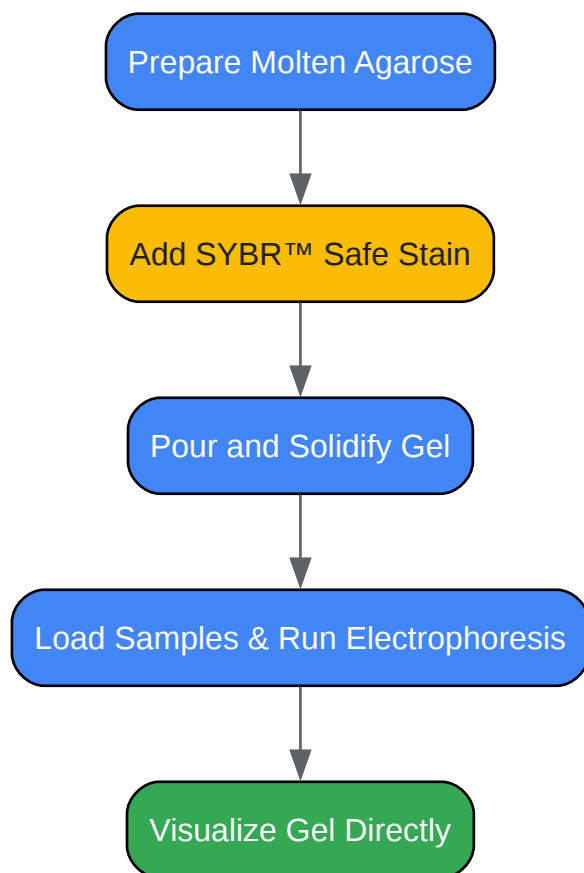 Prepare Molten Agarose
Add SYBR™ Safe Stain
Pour and Solidify Gel
Load Samples & Run Electrophoresis
Visualize Gel Directly